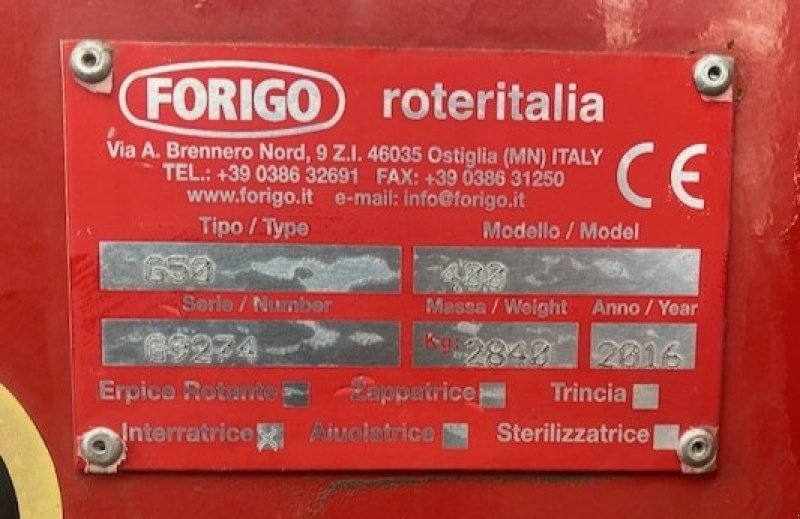 FORIGO roteritalia
Via A. Brennero Nord, 9 Z.I. 46035 Ostiglia (MN) ITALY
TEL.: +39 0386 32691 FAX: +39 0386 31250
www.forigo.it e-mail: info@forigo.it
CE
Tipo / Type Modello / Model
G50 400
Serie / Number Massa / Weight Anno / Year
G9274 Kg: 2840 2016
Erpice Rotante Zappatrice Trincia
Interratrice X Aiuolatrice Sterilizzatrice